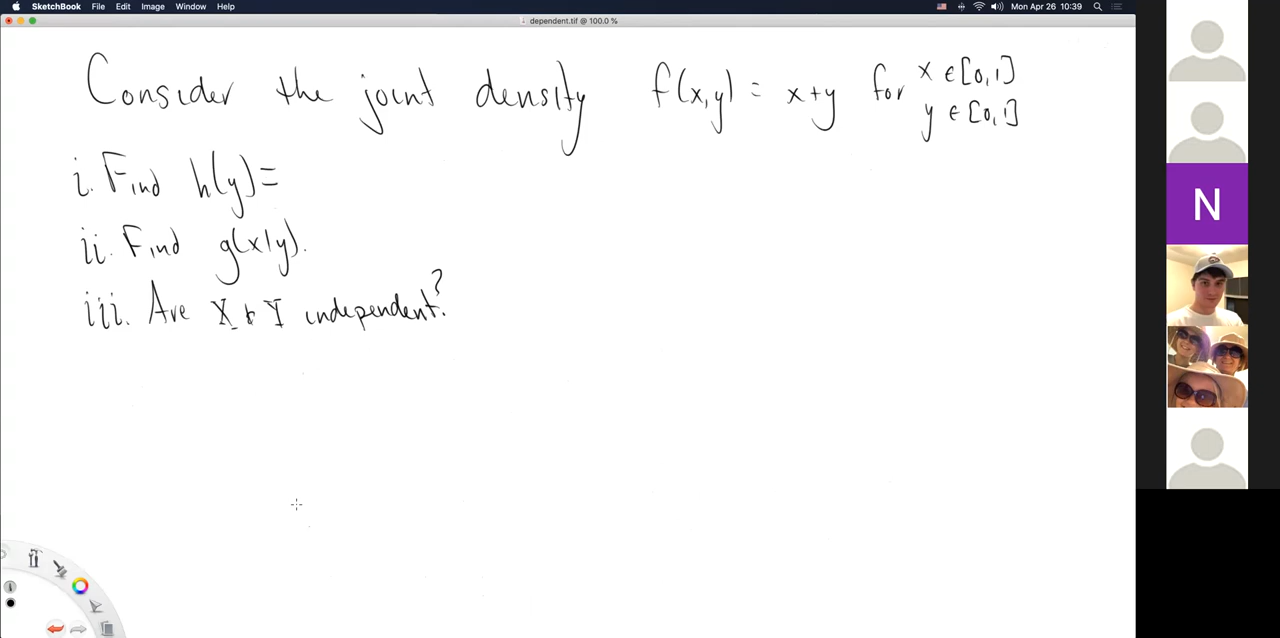 SketchBook File Edit Image Window Help Mon Apr 26 10:39
dependent.tif @ 100.0 %
Consider the joint density f(x,y) = x+y for x ∈ [0,1]
y ∈ [0,1]
i. Find h(y)=
ii. Find g(x|y).
iii. Are X & Y independent?
N